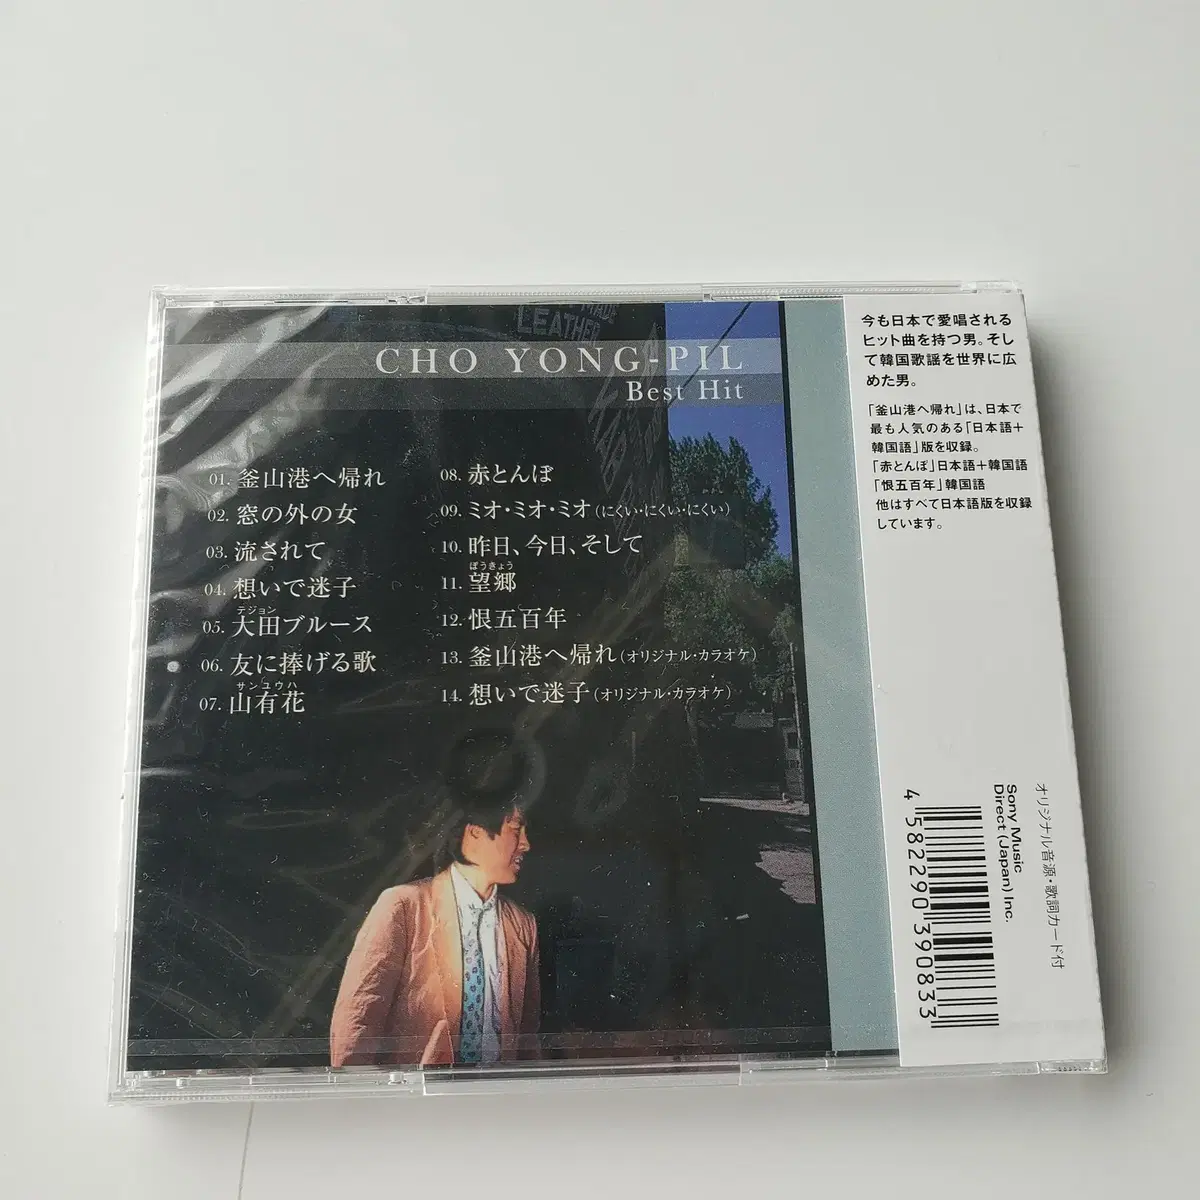 LEATHER
CHO YONG-PIL
Best Hit
01. 釜山港へ帰れ
02. 窓の外の女
03. 流されて
04. 想いで迷子
テジョン
05. 大田ブルース
06. 友に捧げる歌
サンユウハ
07. 山有花
08. 赤とんぼ
09. ミオ・ミオ・ミオ(にくい・にくい・にくい)
10. 昨日、今日、そして
ぼうきょう
11. 望郷
12. 恨五百年
13. 釜山港へ帰れ(オリジナル・カラオケ)
14. 想いで迷子(オリジナル・カラオケ)
今も日本で愛唱される
ヒット曲を持つ男。そし
て韓国歌謡を世界に広
めた男。
「釜山港へ帰れ」は、日本で
最も人気のある「日本語+
韓国語」版を収録。
「赤とんぼ」日本語+韓国語
「恨五百年」韓国語
他はすべて日本語版を収録
しています。
オリジナル音源・歌詞カード付
Sony Music
Direct (Japan) Inc.
4 582290 390833